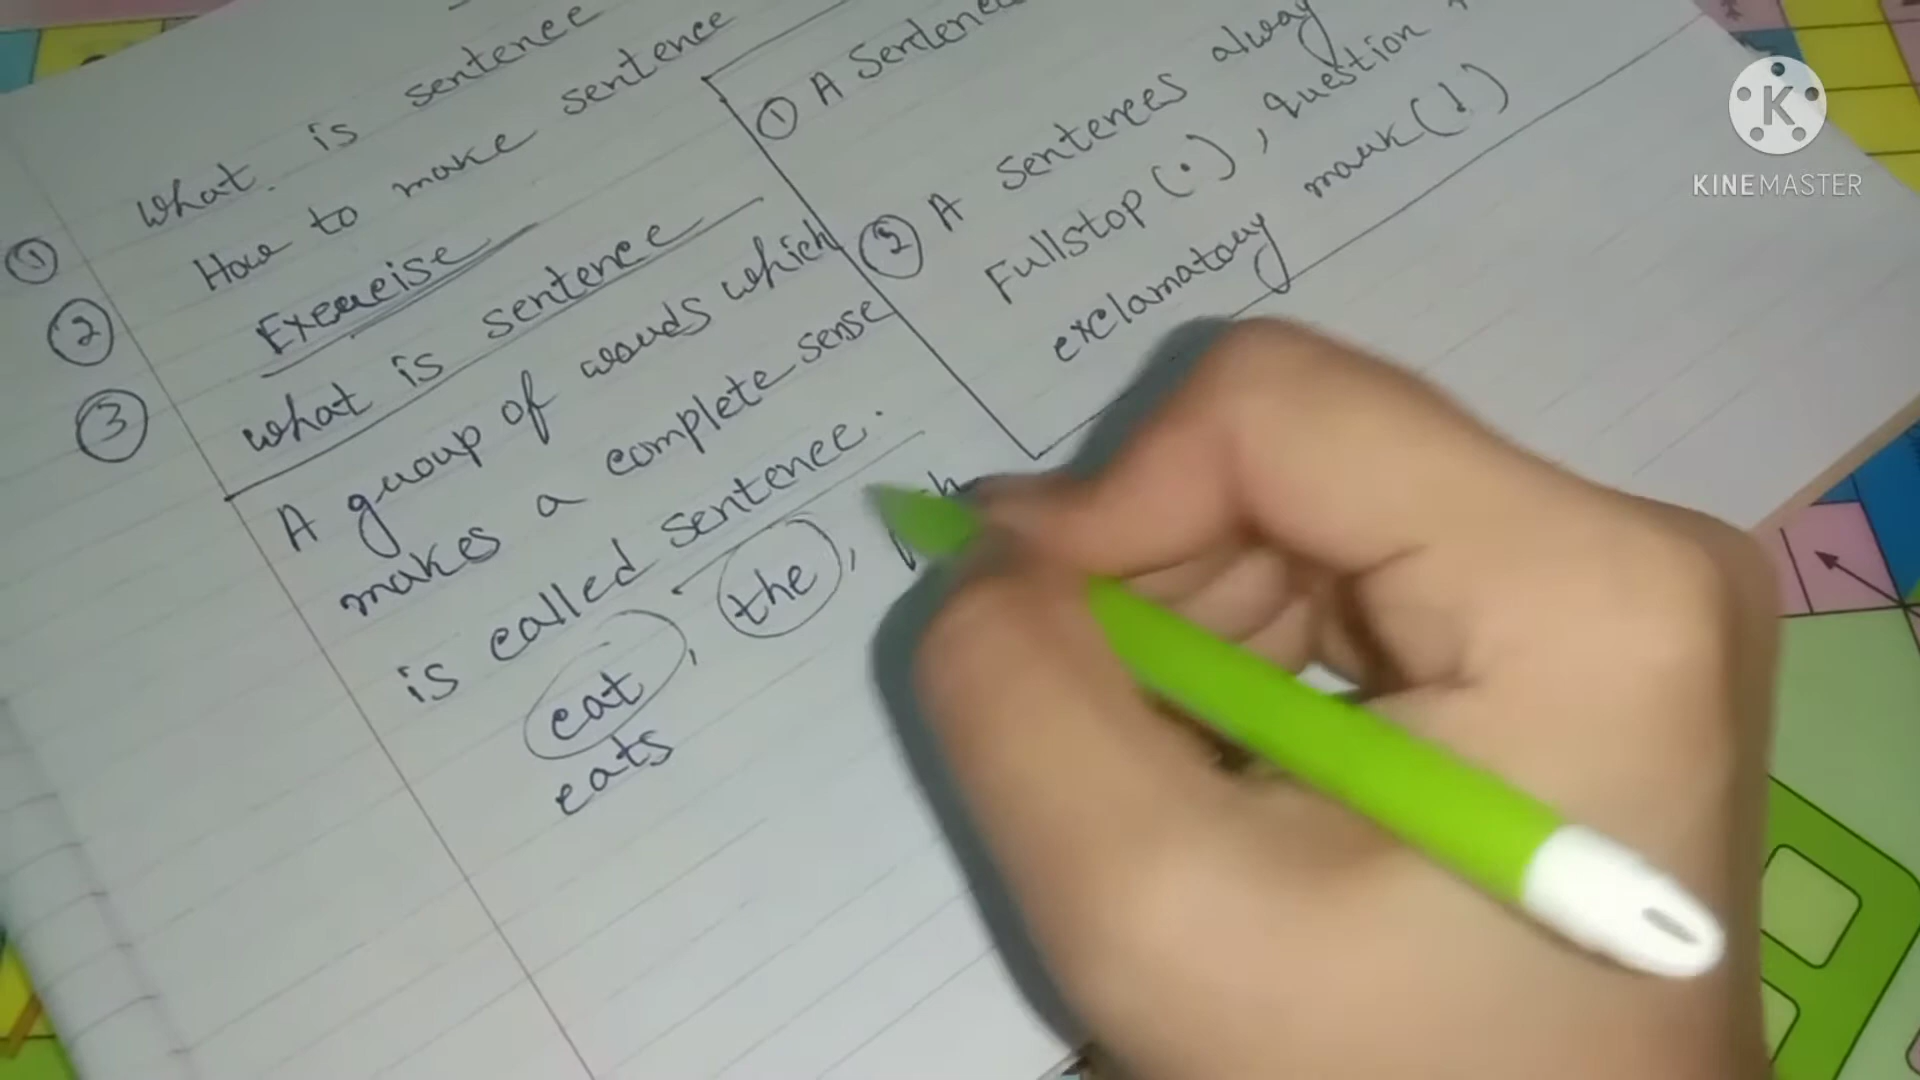 ① What is sentence
② How to make sentence
③ Exercise
What is sentence
A group of words which
makes a complete sense
is called sentence.
eat, the,
eats
① A Sentence
② A Sentences alway
Fullstop (.), question
exclamatory mark (!)
KINEMASTER